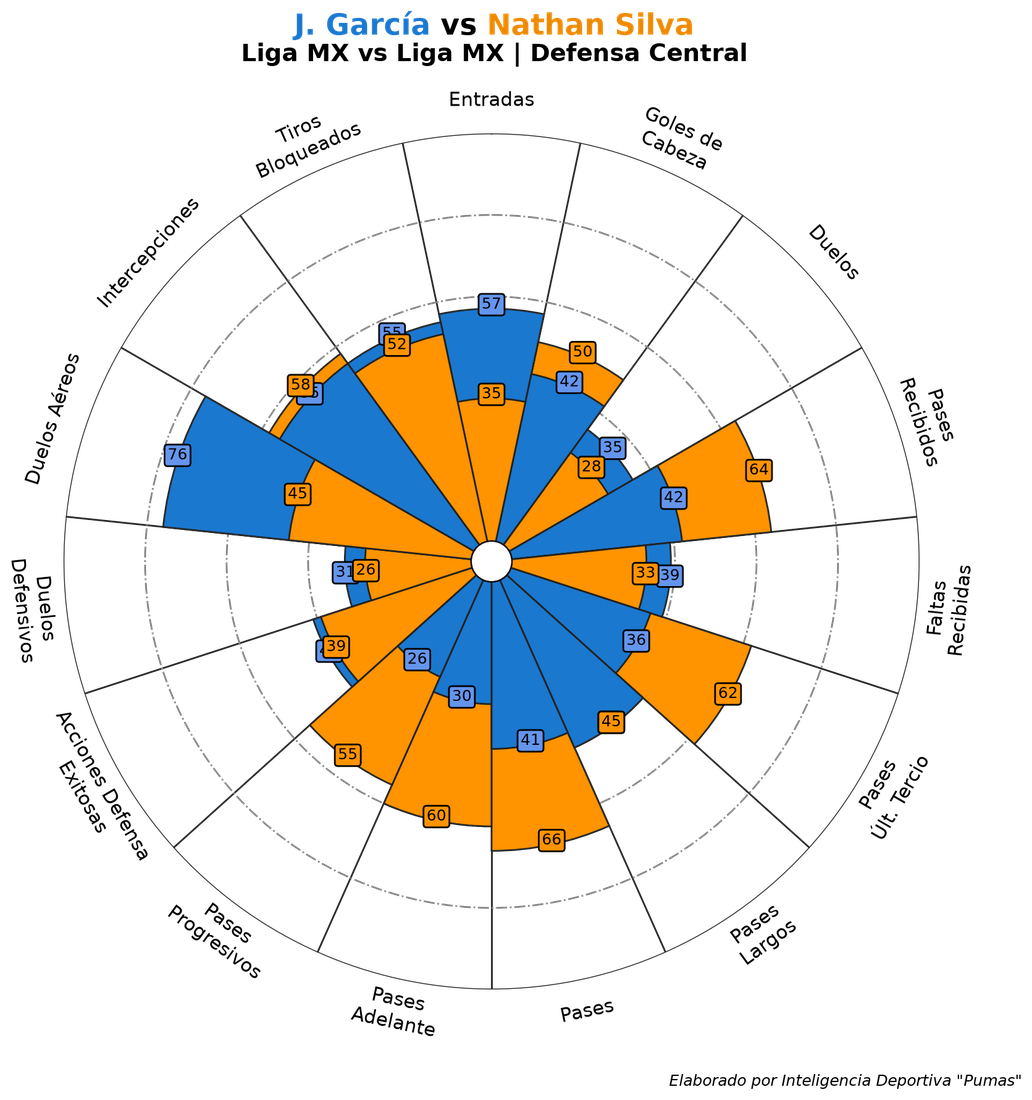 J. García vs Nathan Silva
Liga MX vs Liga MX | Defensa Central
Entradas
Goles de
Cabeza
Duelos
Pases
Recibidos
Faltas
Recibidas
Pases
Últ. Tercio
Pases
Largos
Pases
Pases
Adelante
Pases
Progresivos
Acciones Defensa
Exitosas
Duelos
Defensivos
Duelos Aéreos
Intercepciones
Tiros
Bloqueados
57
35
50
42
35
28
64
42
33
39
36
62
45
41
66
30
60
26
55
39
31
26
76
45
58
55
52
Elaborado por Inteligencia Deportiva "Pumas"